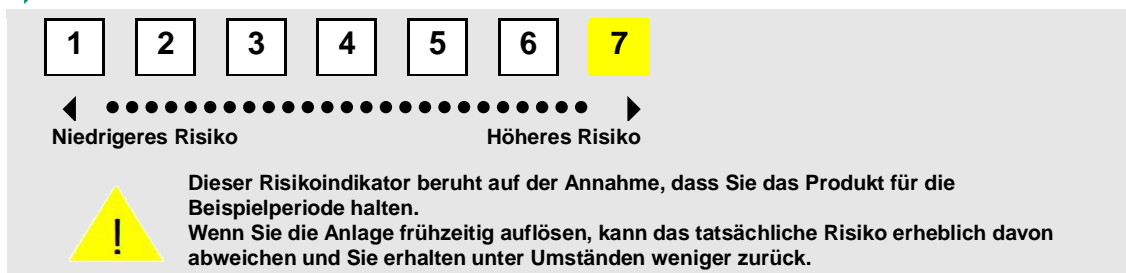 1 2 3 4 5 6 7
Niedrigeres Risiko Höheres Risiko
Dieser Risikoindikator beruht auf der Annahme, dass Sie das Produkt für die
Beispielperiode halten.
!
Wenn Sie die Anlage frühzeitig auflösen, kann das tatsächliche Risiko erheblich davon
abweichen und Sie erhalten unter Umständen weniger zurück.